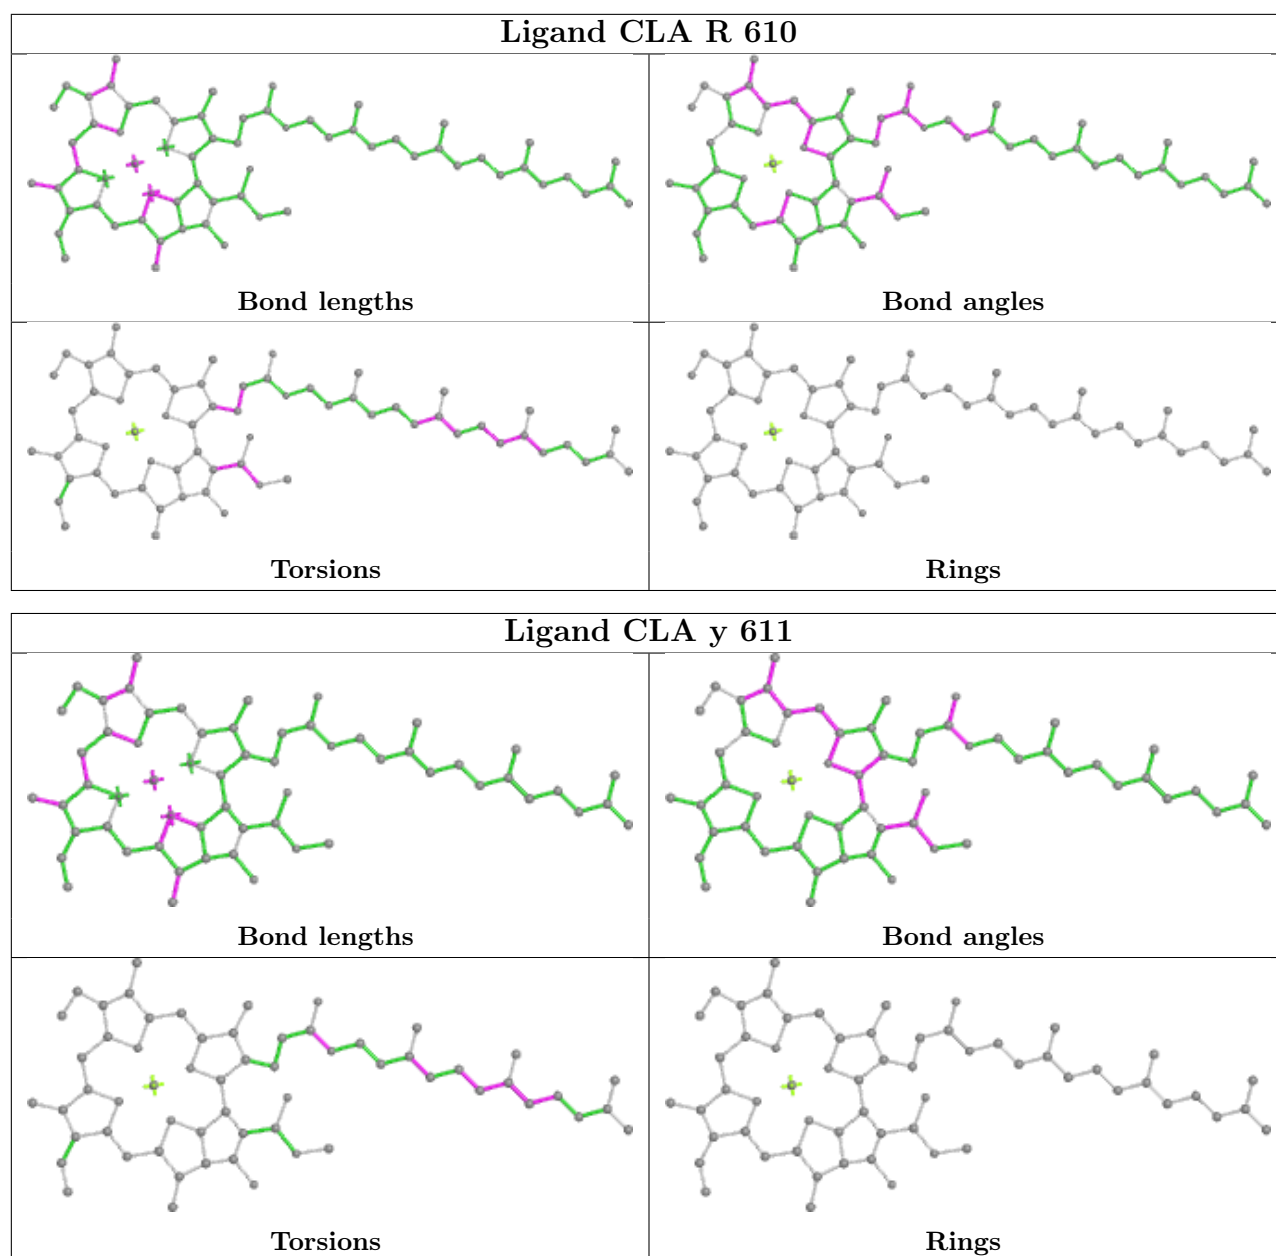 Ligand CLA R 610
Bond lengths
Bond angles
Torsions
Rings
Ligand CLA y 611
Bond lengths
Bond angles
Torsions
Rings